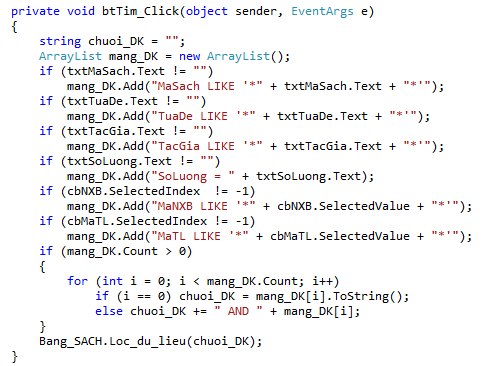 private void btTim_Click(object sender, EventArgs e)
{
    string chuoi_DK = "";
    ArrayList mang_DK = new ArrayList();
    if (txtMaSach.Text != "")
        mang_DK.Add("MaSach LIKE '*" + txtMaSach.Text + "*'");
    if (txtTuaDe.Text != "")
        mang_DK.Add("TuaDe LIKE '*" + txtTuaDe.Text + "*'");
    if (txtTacGia.Text != "")
        mang_DK.Add("TacGia LIKE '*" + txtTacGia.Text + "*'");
    if (txtSoLuong.Text != "")
        mang_DK.Add("SoLuong = " + txtSoLuong.Text);
    if (cbNXB.SelectedIndex  != -1)
        mang_DK.Add("MaNXB LIKE '*" + cbNXB.SelectedValue + "*'");
    if (cbMaTL.SelectedIndex != -1)
        mang_DK.Add("MaTL LIKE '*" + cbMaTL.SelectedValue + "*'");
    if (mang_DK.Count > 0)
    {
        for (int i = 0; i < mang_DK.Count; i++)
            if (i == 0) chuoi_DK = mang_DK[i].ToString();
            else chuoi_DK += " AND " + mang_DK[i];
    }
    Bang_SACH.Loc_du_lieu(chuoi_DK);
}